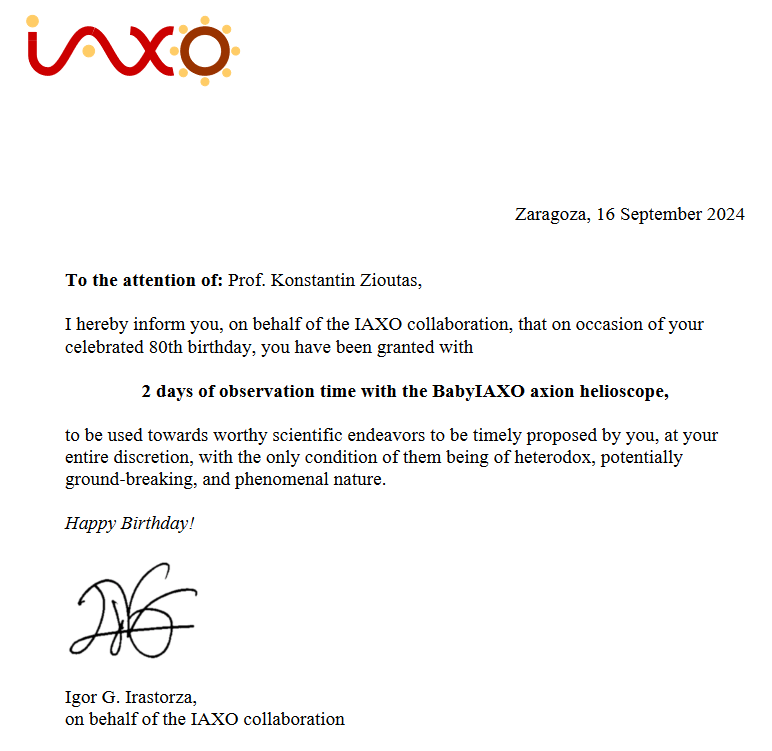 iAXO
Zaragoza, 16 September 2024
To the attention of: Prof. Konstantin Zioutas,
I hereby inform you, on behalf of the IAXO collaboration, that on occasion of your
celebrated 80th birthday, you have been granted with
2 days of observation time with the BabyIAXO axion helioscope,
to be used towards worthy scientific endeavors to be timely proposed by you, at your
entire discretion, with the only condition of them being of heterodox, potentially
ground-breaking, and phenomenal nature.
Happy Birthday!
Igor G. Irastorza,
on behalf of the IAXO collaboration